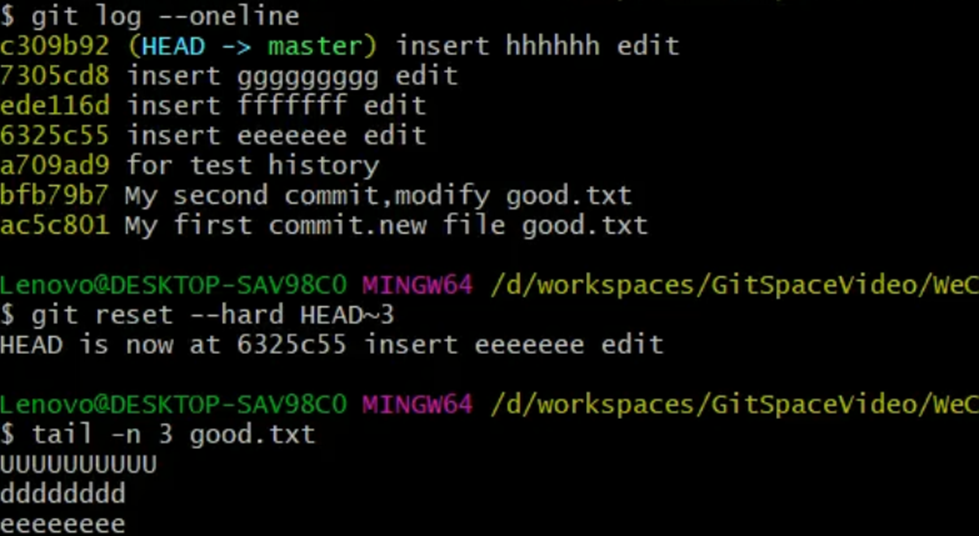 $ git log --oneline
c309b92 (HEAD -> master) insert hhhhhh edit
7305cd8 insert ggggggggg edit
ede116d insert fffffff edit
6325c55 insert eeeeeee edit
a709ad9 for test history
bfb79b7 My second commit,modify good.txt
ac5c801 My first commit.new file good.txt
Lenovo@DESKTOP-SAV98C0 MINGW64 /d/workspaces/GitSpaceVideo/WeC
$ git reset --hard HEAD~3
HEAD is now at 6325c55 insert eeeeeee edit
Lenovo@DESKTOP-SAV98C0 MINGW64 /d/workspaces/GitSpaceVideo/WeC
$ tail -n 3 good.txt
UUUUUUUUUU
dddddddd
eeeeeeee